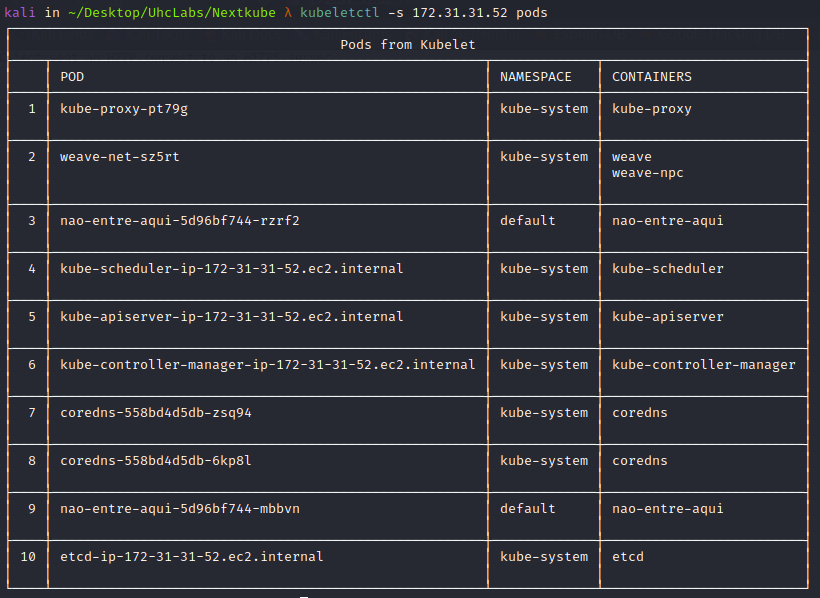 kali in ~/Desktop/UhcLabs/Nextkube λ kubeletctl -s 172.31.31.52 pods
Pods from Kubelet
POD NAMESPACE CONTAINERS
1 kube-proxy-pt79g kube-system kube-proxy
2 weave-net-sz5rt kube-system weave
weave-npc
3 nao-entre-aqui-5d96bf744-rzrf2 default nao-entre-aqui
4 kube-scheduler-ip-172-31-31-52.ec2.internal kube-system kube-scheduler
5 kube-apiserver-ip-172-31-31-52.ec2.internal kube-system kube-apiserver
6 kube-controller-manager-ip-172-31-31-52.ec2.internal kube-system kube-controller-manager
7 coredns-558bd4d5db-zsq94 kube-system coredns
8 coredns-558bd4d5db-6kp8l kube-system coredns
9 nao-entre-aqui-5d96bf744-mbbvn default nao-entre-aqui
10 etcd-ip-172-31-31-52.ec2.internal kube-system etcd